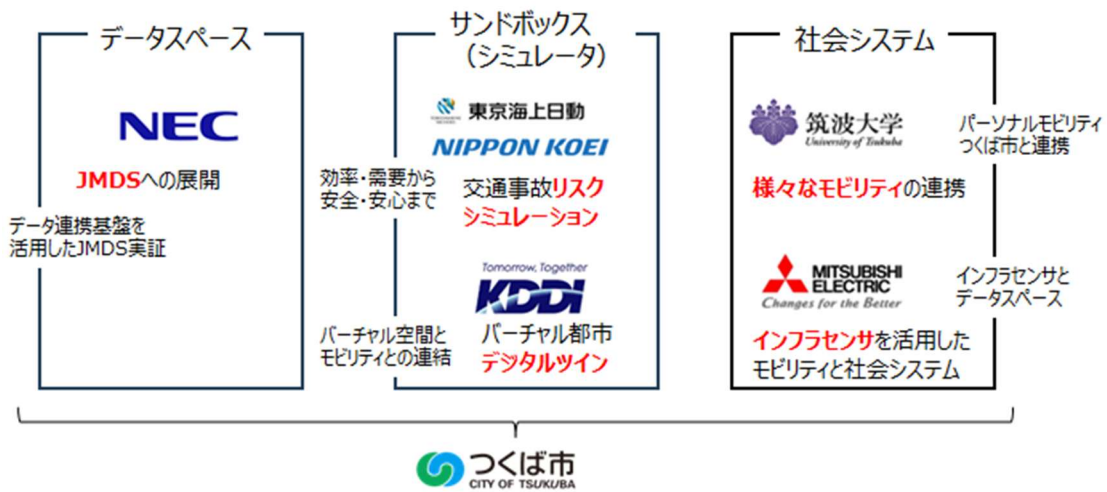 データスペース
NEC
JMDSへの展開
データ連携基盤を
活用したJMDS実証
サンドボックス
（シミュレータ）
東京海上日動
NIPPON KOEI
効率・需要から
安全・安心まで
交通事故リスク
シミュレーション
Tomorrow, Together
KDDI
バーチャル空間と
モビリティとの連結
バーチャル都市
デジタルツイン
社会システム
筑波大学
University of Tsukuba
パーソナルモビリティ
つくば市と連携
様々なモビリティの連携
MITSUBISHI
ELECTRIC
Changes for the Better
インフラセンサと
データスペース
インフラセンサを活用した
モビリティと社会システム
つくば市
CITY OF TSUKUBA